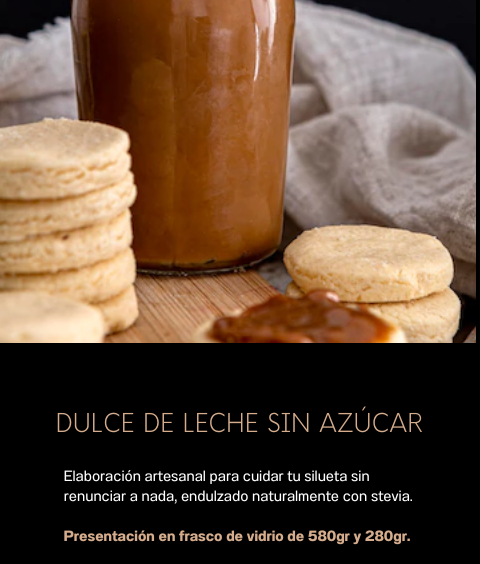 DULCE DE LECHE SIN AZÚCAR
Elaboración artesanal para cuidar tu silueta sin
renunciar a nada, endulzado naturalmente con stevia.
Presentación en frasco de vidrio de 580gr y 280gr.